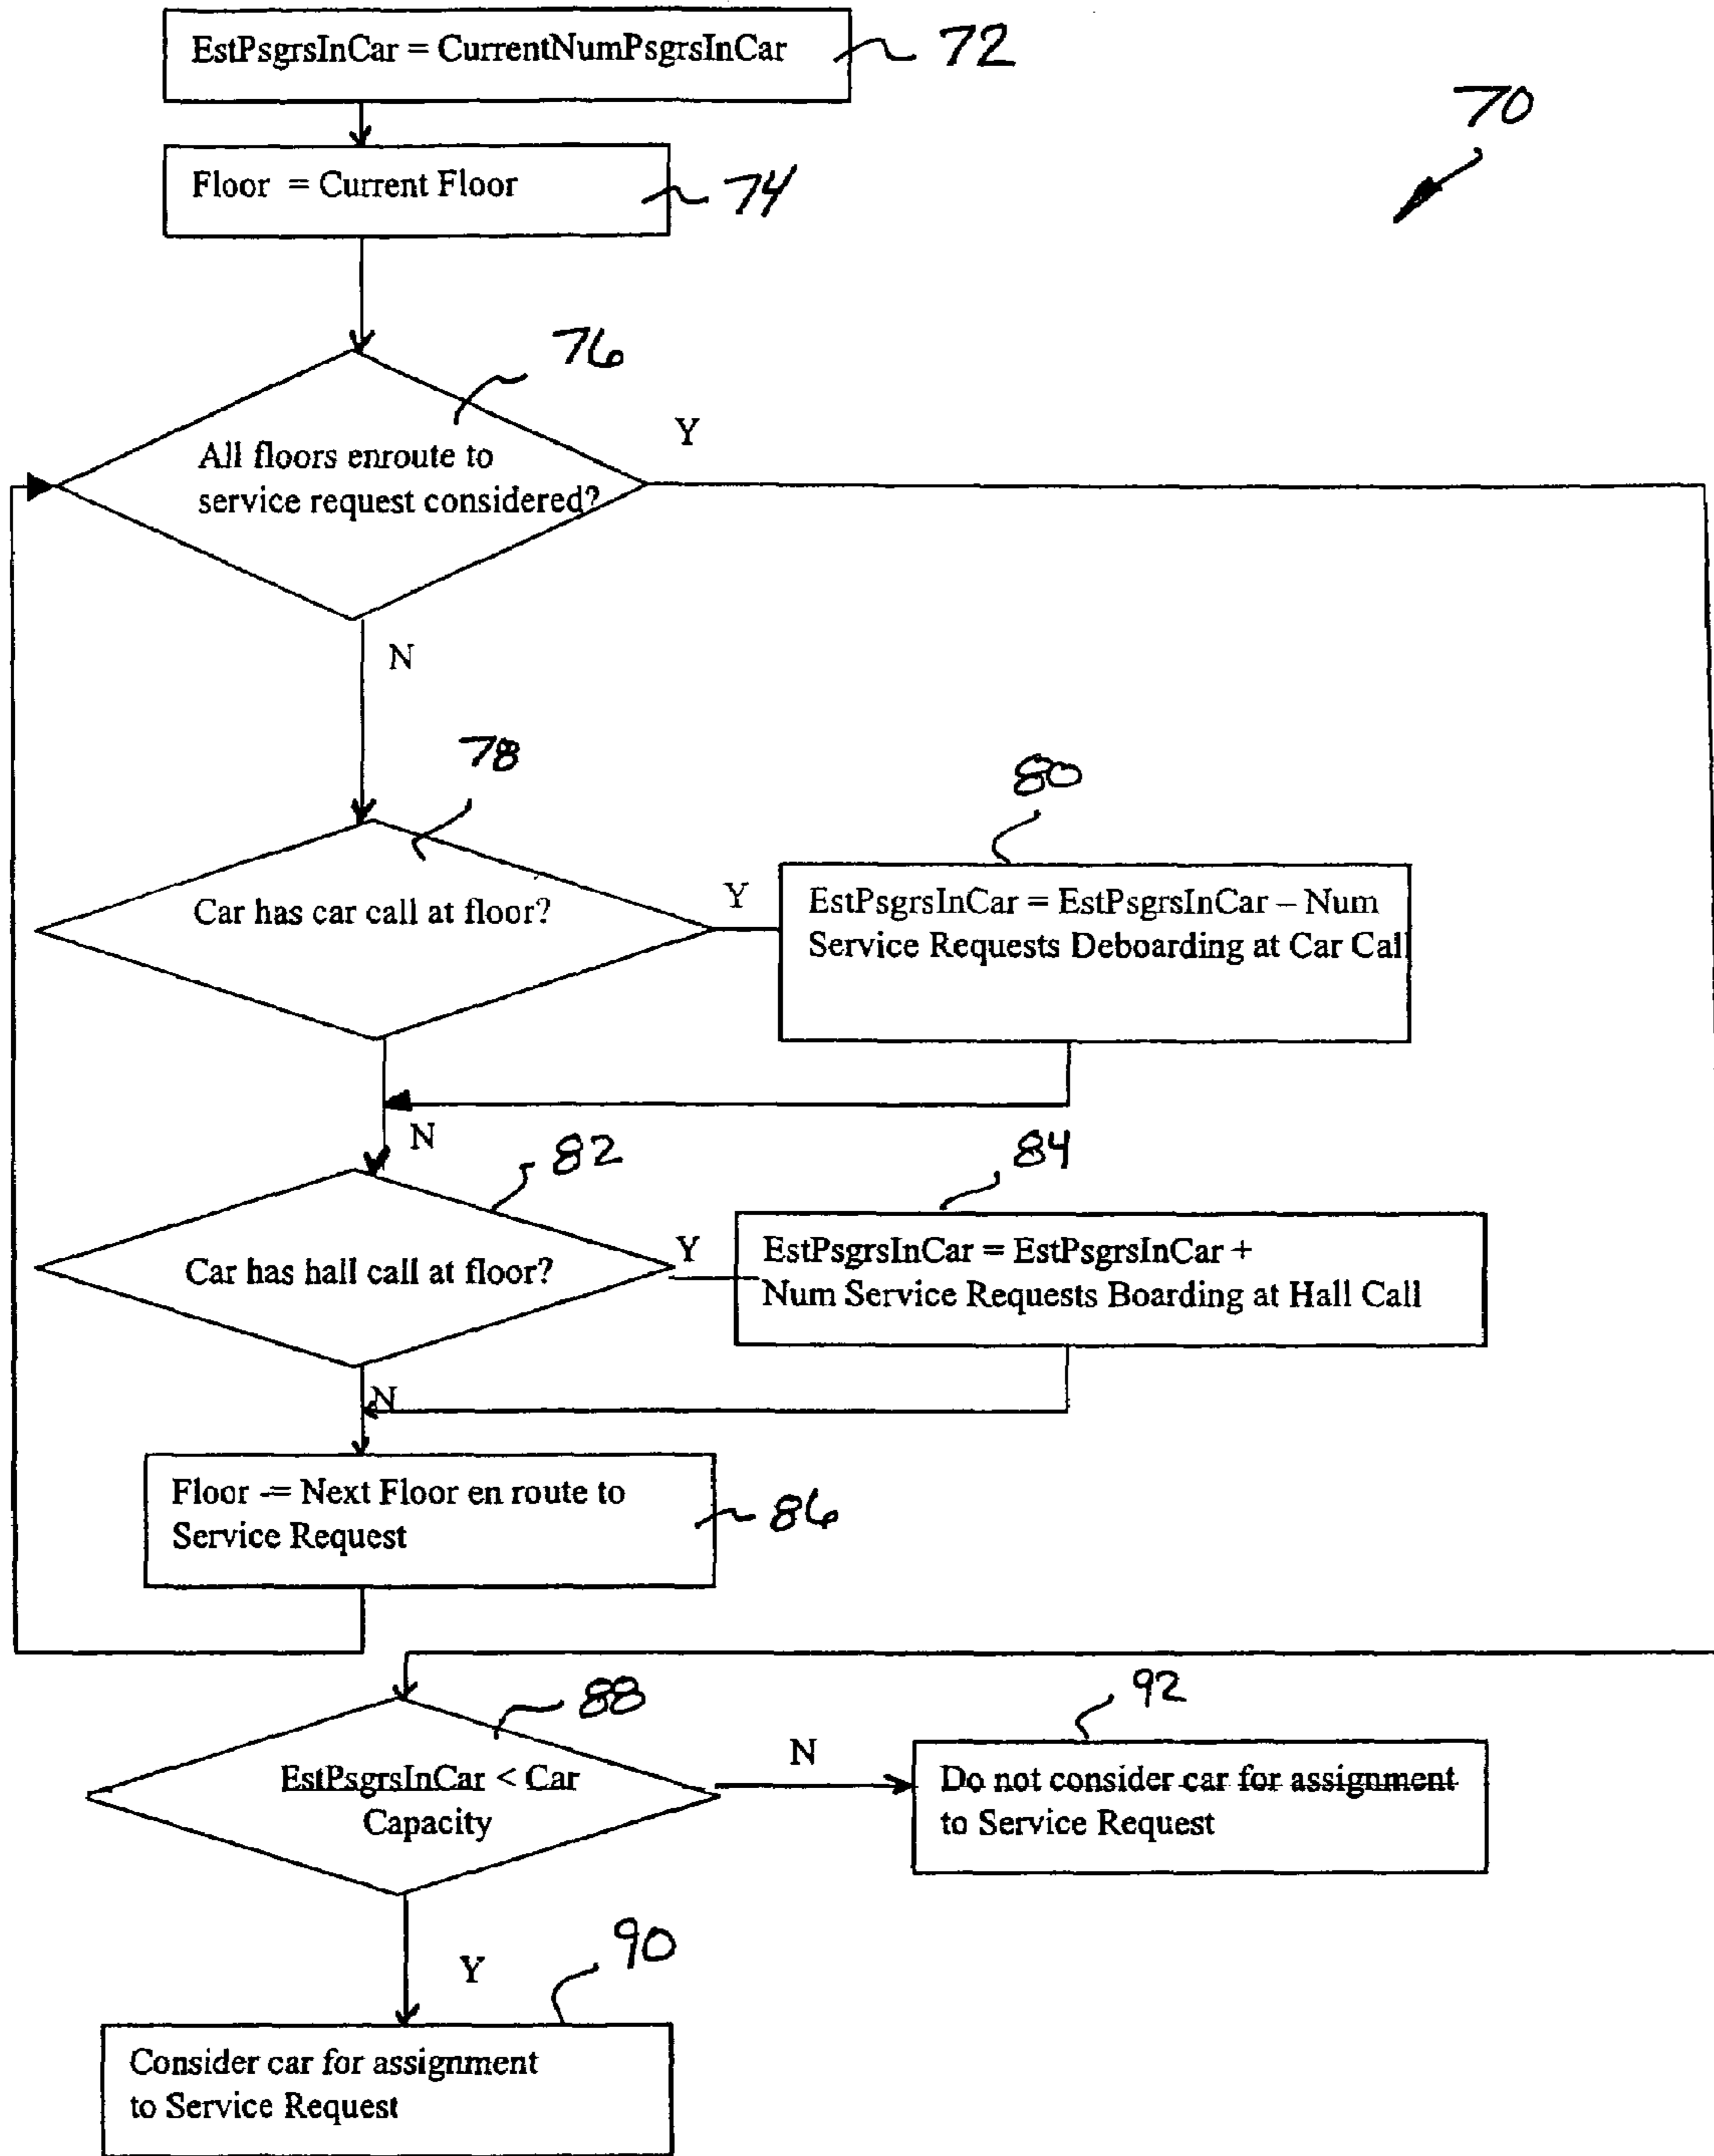 EstPsgrsInCar = CurrentNumPsgrsInCar
72
70
Floor = Current Floor
74
76
All floors enroute to
service request considered?
Y
N
78
Car has car call at floor?
Y
80
EstPsgrsInCar = EstPsgrsInCar – Num
Service Requests Deboarding at Car Call
N
82
Car has hall call at floor?
Y
84
EstPsgrsInCar = EstPsgrsInCar +
Num Service Requests Boarding at Hall Call
N
Floor -= Next Floor en route to
Service Request
86
88
EstPsgrsInCar < Car
Capacity
N
92
Do not consider car for assignment
to Service Request
Y
90
Consider car for assignment
to Service Request